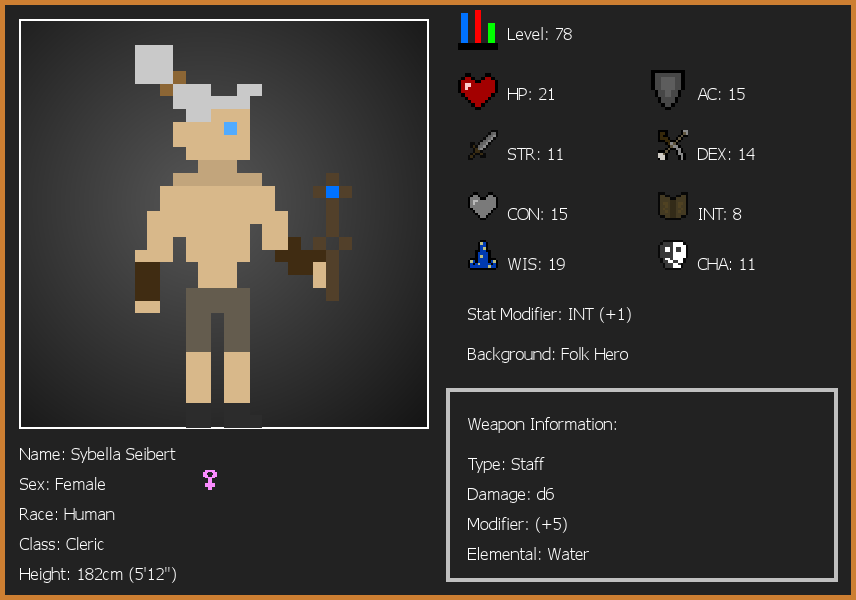 Level: 78
HP: 21
AC: 15
STR: 11
DEX: 14
CON: 15
INT: 8
WIS: 19
CHA: 11
Stat Modifier: INT (+1)
Background: Folk Hero
Weapon Information:
Type: Staff
Damage: d6
Modifier: (+5)
Elemental: Water
Name: Sybella Seibert
Sex: Female
Race: Human
Class: Cleric
Height: 182cm (5'12")